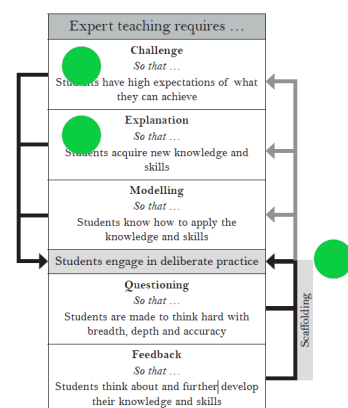 Expert teaching requires …
Challenge
So that …
Students have high expectations of what
they can achieve
Explanation
So that …
Students acquire new knowledge and
skills
Modelling
So that …
Students know how to apply the
knowledge and skills
Students engage in deliberate practice
Questioning
So that …
Students are made to think hard with
breadth, depth and accuracy
Feedback
So that …
Students think about and further develop
their knowledge and skills
Scaffolding